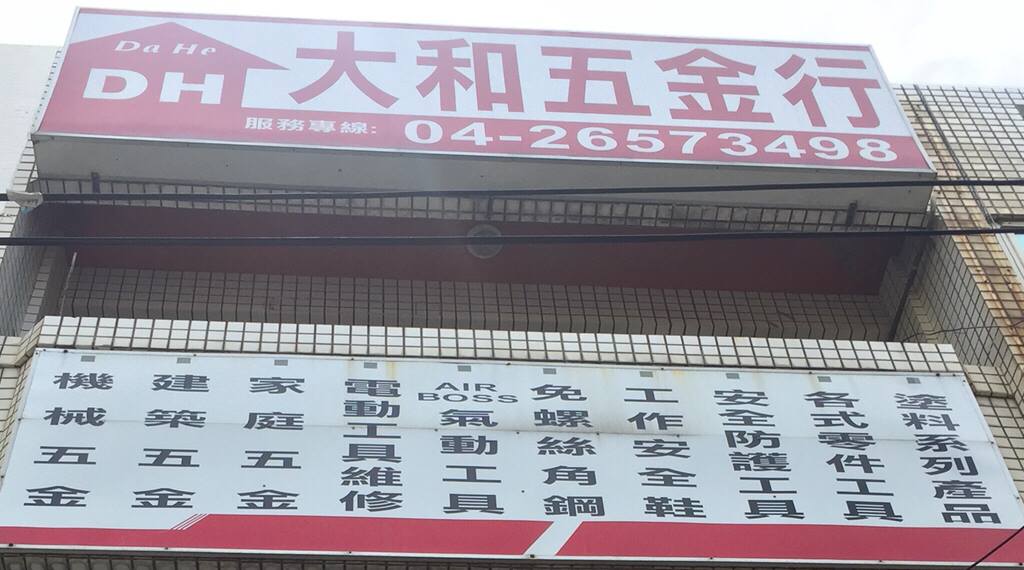 Da He
DH
大和五金行
服務專線: 04-26573498
機械五金
建築五金
家庭五金
電動工具維修
AIR BOSS 氣動工具
免螺絲角鋼
工作安全鞋
安全防護工具
各式零件工具
塗料系列產品